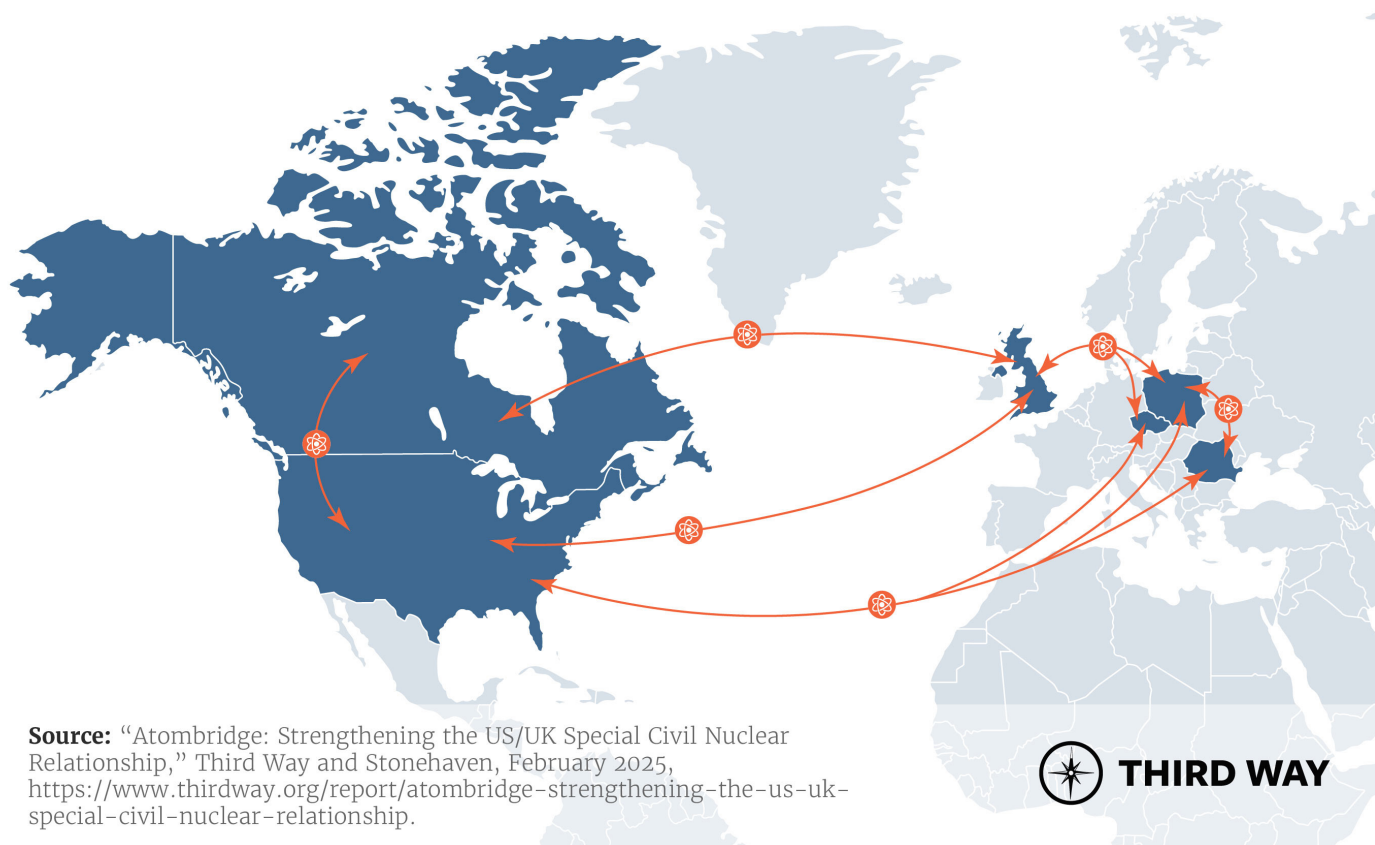 Source: “Atombridge: Strengthening the US/UK Special Civil Nuclear
Relationship,” Third Way and Stonehaven, February 2025,
https://www.thirdway.org/report/atombridge-strengthening-the-us-uk-
special-civil-nuclear-relationship.
THIRD WAY